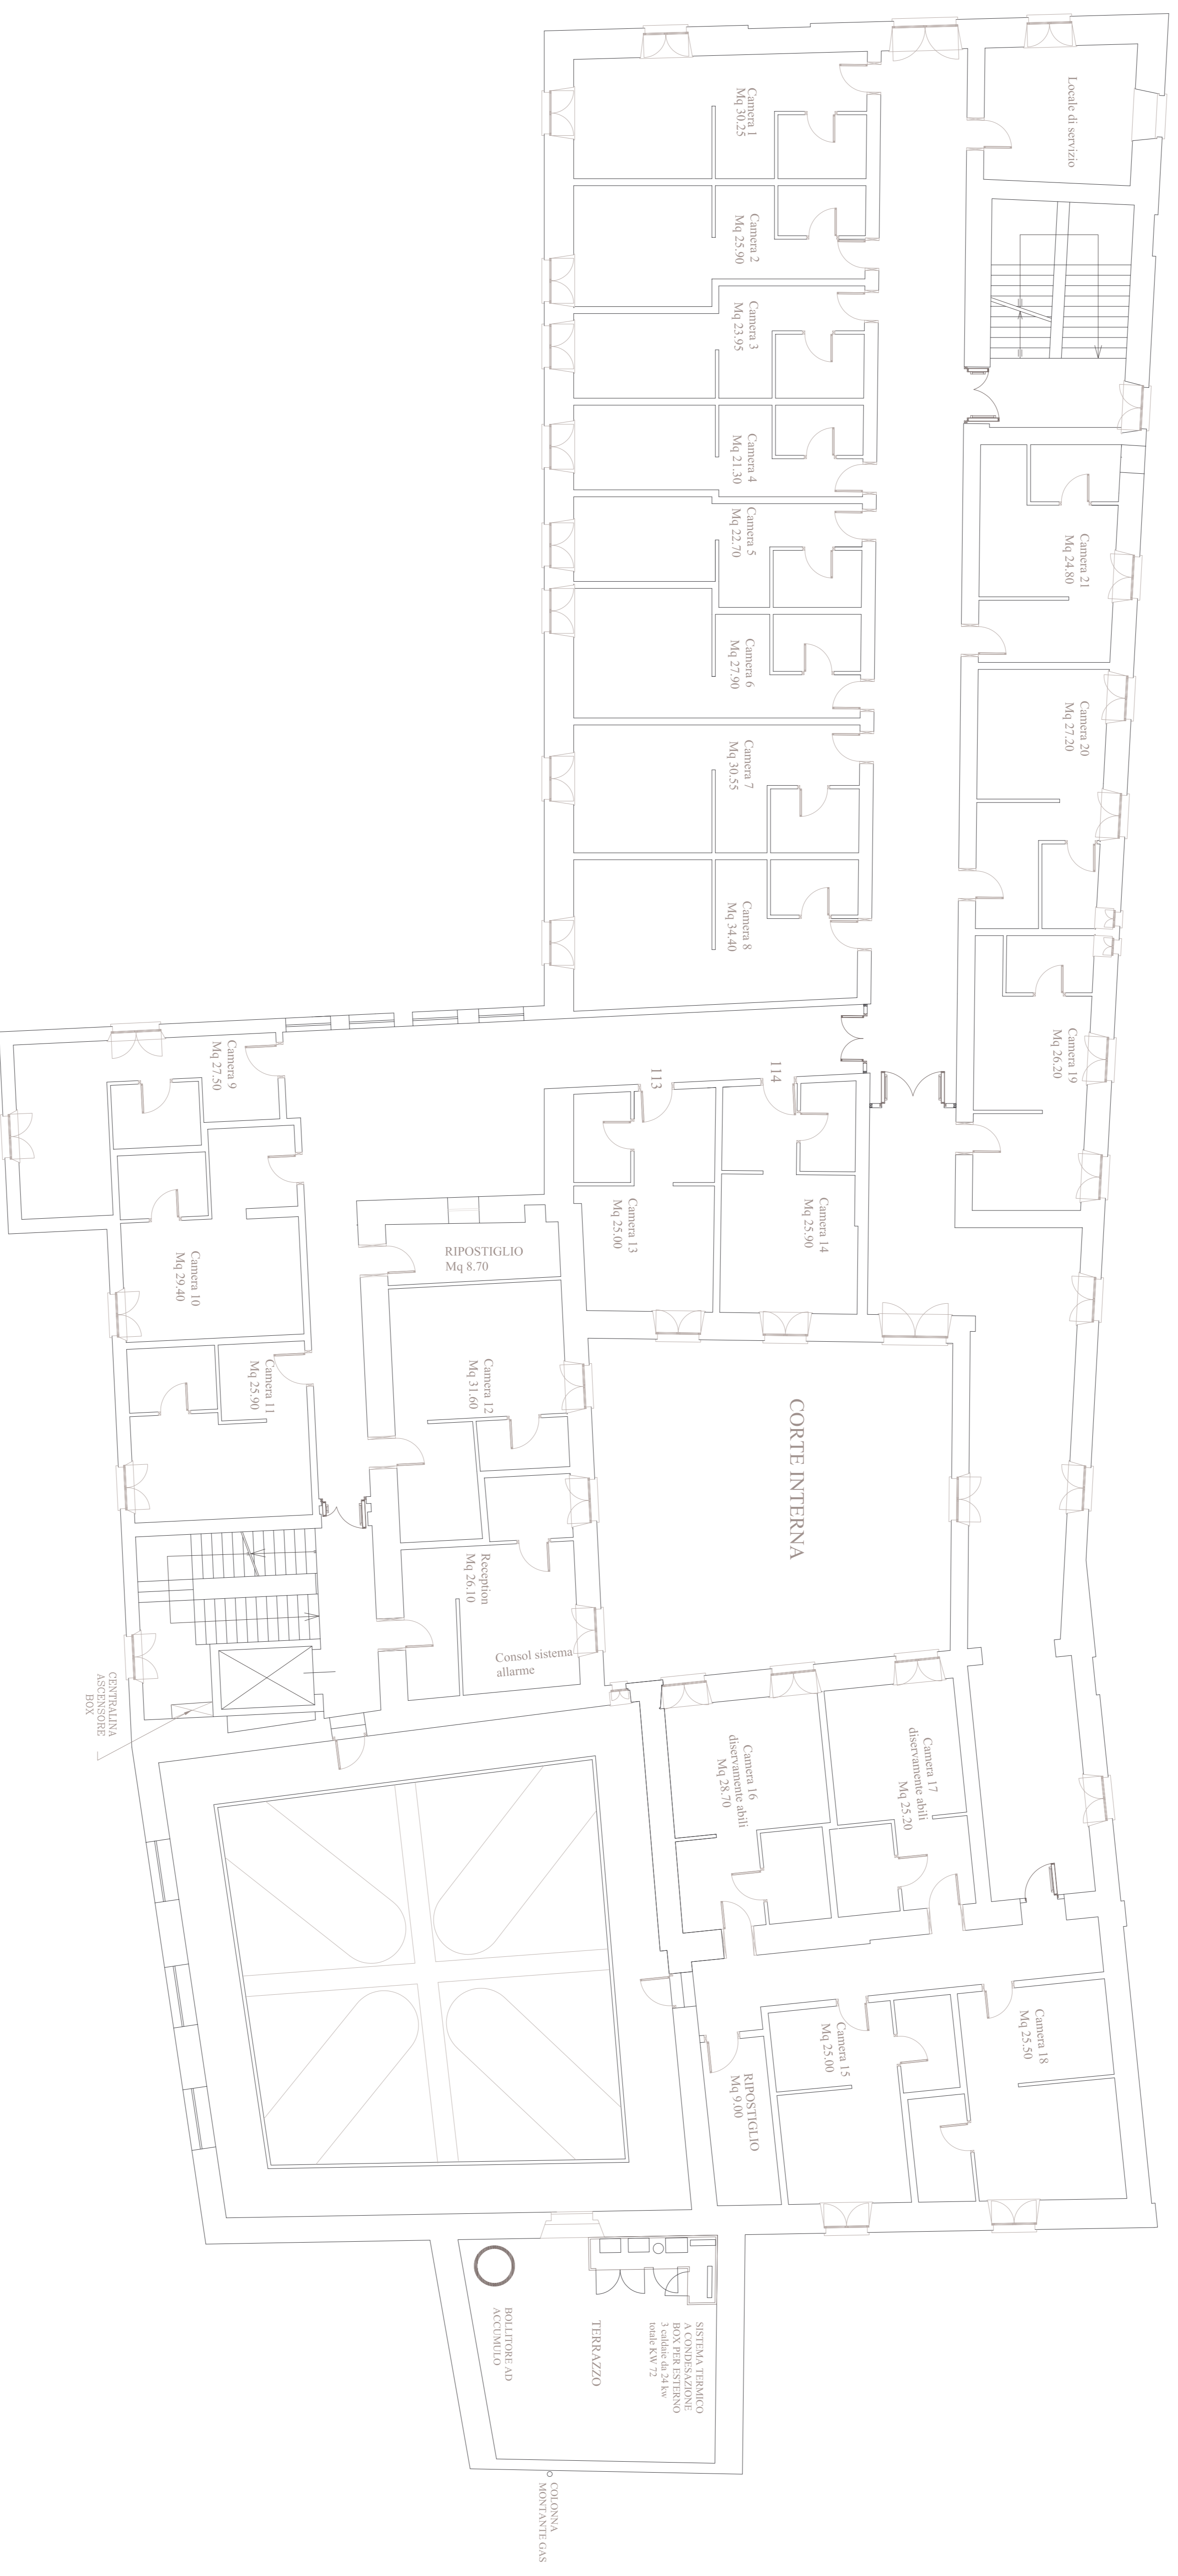 Locale di servizio
Camera 1
Mq 30.25
Camera 2
Mq 25.90
Camera 3
Mq 23.95
Camera 4
Mq 21.30
Camera 5
Mq 22.70
Camera 6
Mq 27.90
Camera 7
Mq 30.55
Camera 8
Mq 34.40
Camera 21
Mq 24.80
Camera 20
Mq 27.20
Camera 19
Mq 26.20
Camera 9
Mq 27.50
Camera 10
Mq 29.40
Camera 11
Mq 25.90
113
114
Camera 13
Mq 25.00
Camera 14
Mq 25.90
RIPOSTIGLIO
Mq 8.70
Camera 12
Mq 31.60
CORTE INTERNA
Reception
Mq 26.10
Consol sistema
allarme
CENTRALINA
ASCENSORE
BOX
Camera 16
diservamente abili
Mq 28.70
Camera 17
diservamente abili
Mq 25.20
Camera 18
Mq 25.50
Camera 15
Mq 25.00
RIPOSTIGLIO
Mq 9.00
SISTEMA TERMICO
A CONDESAZIONE
BOX PER ESTERNO
3 caldaie da 24 kw
totale KW 72
TERRAZZO
BOLLITORE AD
ACCUMULO
COLONNA
MONTANTE GAS